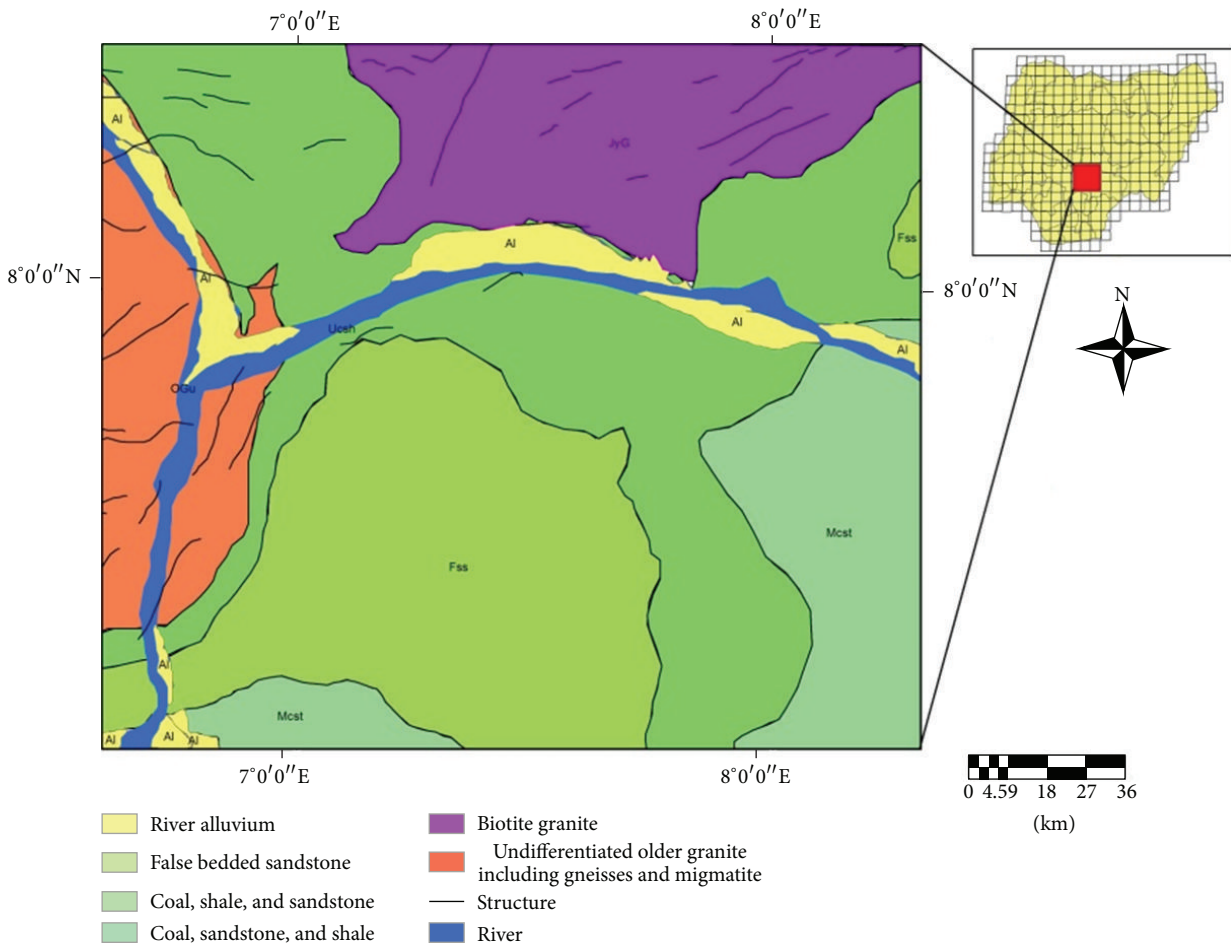 7°0′0″E
8°0′0″E
Al
JyG
Fss
Al
Al
8°0′0″N
8°0′0″N
N
Ucsh
Al
Al
OGu
Mcst
Fss
Al
Mcst
Al
Al
Al
7°0′0″E
8°0′0″E
0 4.59 18 27 36
(km)
River alluvium
False bedded sandstone
Coal, shale, and sandstone
Coal, sandstone, and shale
Biotite granite
Undifferentiated older granite
including gneisses and migmatite
Structure
River